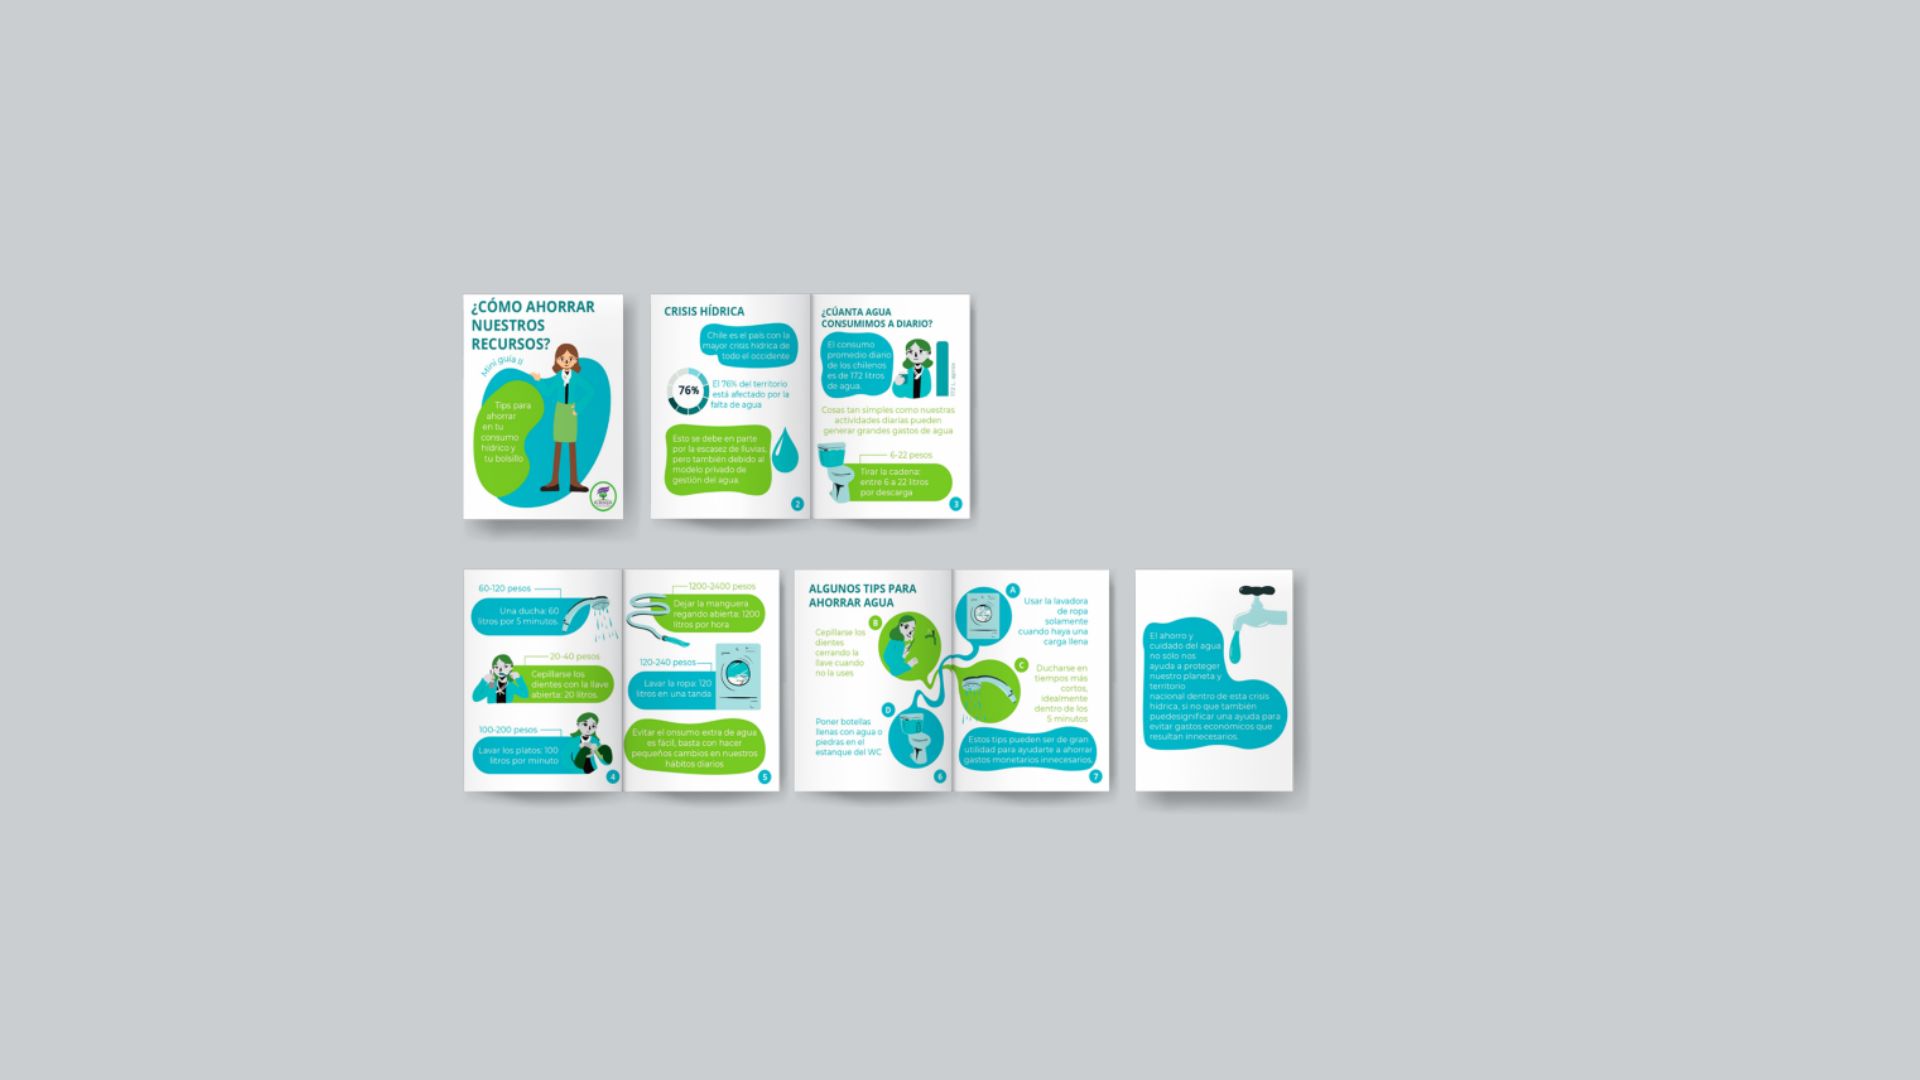 ¿CÓMO AHORRAR
NUESTROS
RECURSOS?
Mini guía II
Tips para
ahorrar
en tu
consumo
hídrico y
tu bolsillo
CRISIS HÍDRICA
Chile es el país con la
mayor crisis hídrica de
todo el occidente
76%
El 76% del territorio
está afectado por la
falta de agua
Esto se debe en parte
por la escasez de lluvias,
pero también debido al
modelo privado de
gestión del agua.
2
¿CÚANTA AGUA
CONSUMIMOS A DIARIO?
El consumo
promedio diario
de los chilenos
es de 172 litros
de agua.
Cosas tan simples como nuestras
actividades diarias pueden
generar grandes gastos de agua
6-22 pesos
Tirar la cadena:
entre 6 a 22 litros
por descarga
3
60-120 pesos
Una ducha: 60
litros por 5 minutos.
20-40 pesos
Cepillarse los
dientes con la llave
abierta: 20 litros.
100-200 pesos
Lavar los platos: 100
litros por minuto
4
1200-2400 pesos
Dejar la manguera
regando abierta: 1200
litros por hora
120-240 pesos
Lavar la ropa: 120
litros en una tanda
Evitar el onsumo extra de agua
es fácil, basta con hacer
pequeños cambios en nuestros
hábitos diarios
5
ALGUNOS TIPS PARA
AHORRAR AGUA
B
Cepillarse los
dientes
cerrando la
llave cuando
no la uses
D
Poner botellas
llenas con agua o
piedras en el
estanque del WC
6
A
Usar la lavadora
de ropa
solamente
cuando haya una
carga llena
C
Ducharse en
tiempos más
cortos,
idealmente
dentro de los
5 minutos
Estos tips pueden ser de gran
utilidad para ayudarte a ahorrar
gastos monetarios innecesarios.
7
El ahorro y
cuidado del agua
no sólo nos
ayuda a proteger
nuestro planeta y
territorio
nacional dentro de esta crisis
hídrica, si no que también
puedesignificar una ayuda para
evitar gastos económicos que
resultan innecesarios.